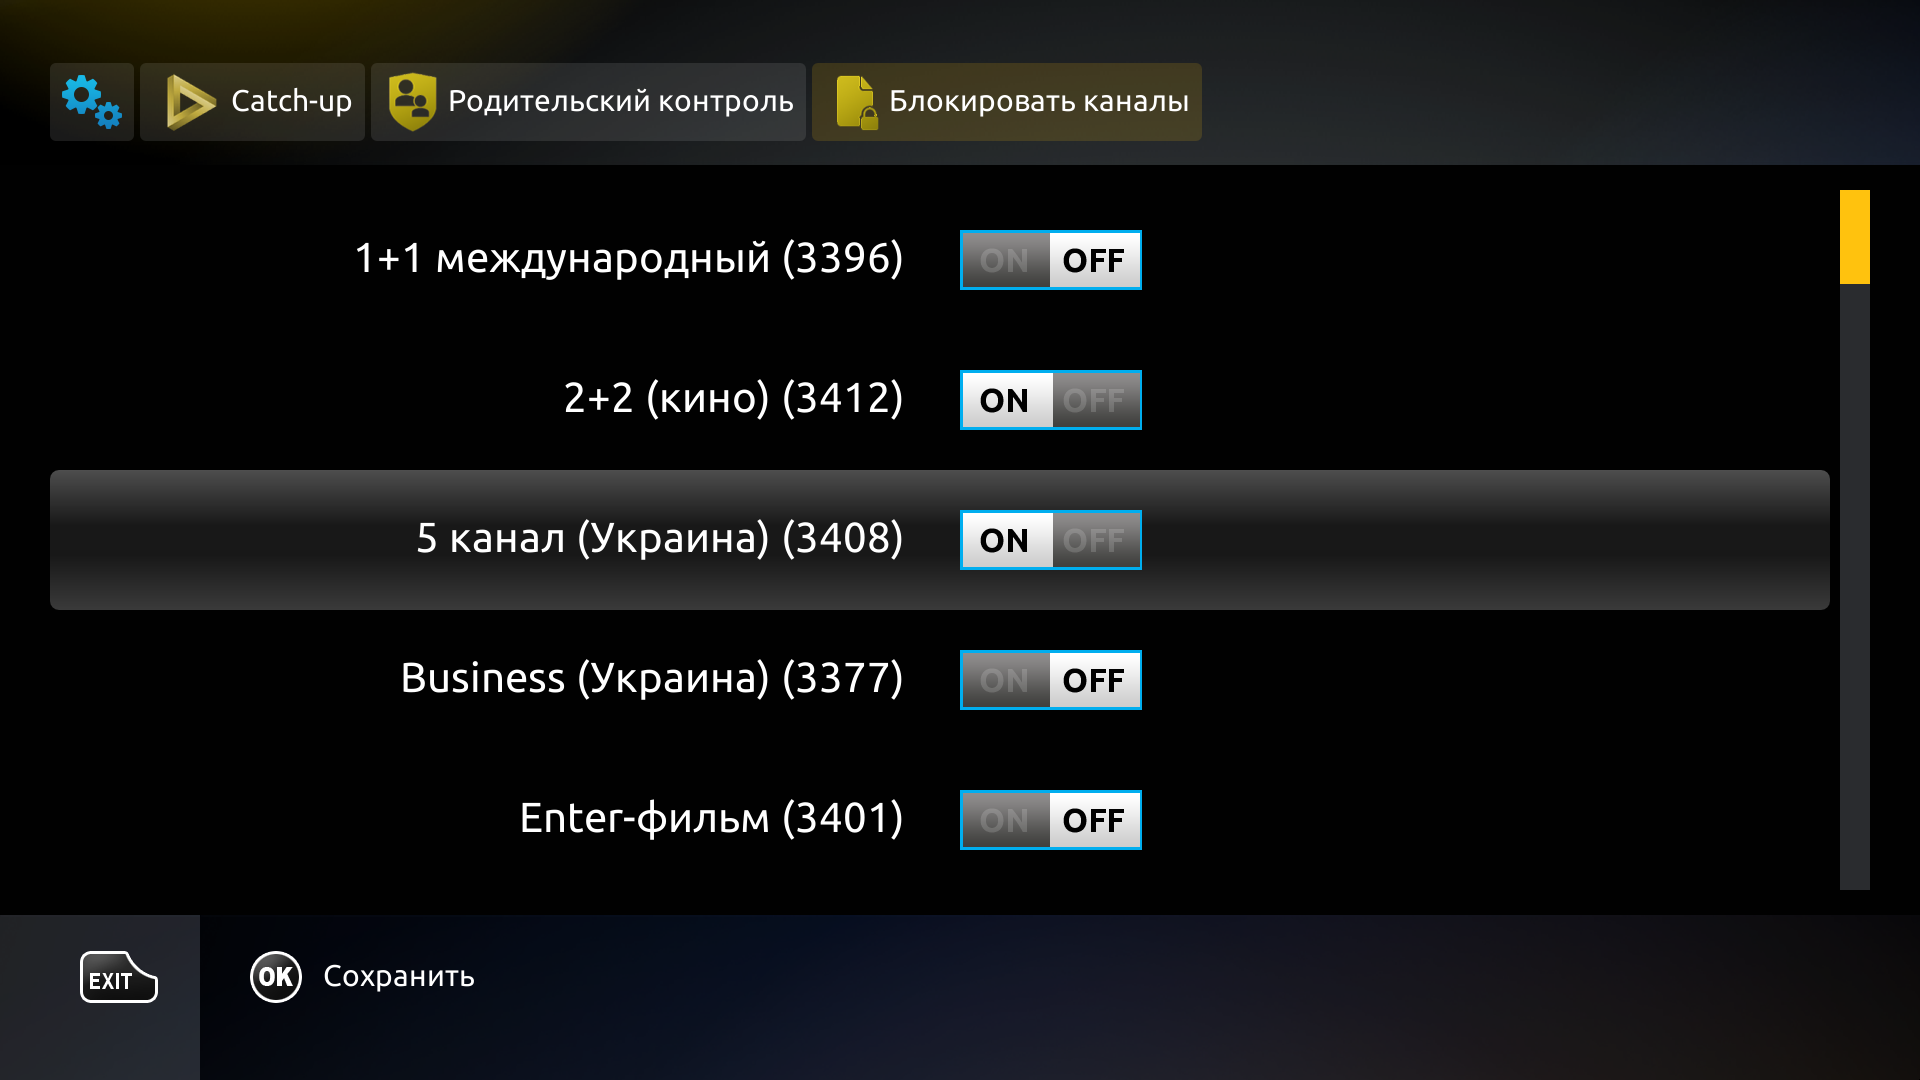 Catch-up Родительский контроль Блокировать каналы
1+1 международный (3396) ON OFF
2+2 (кино) (3412) ON OFF
5 канал (Украина) (3408) ON OFF
Business (Украина) (3377) ON OFF
Enter-фильм (3401) ON OFF
EXIT OK Сохранить